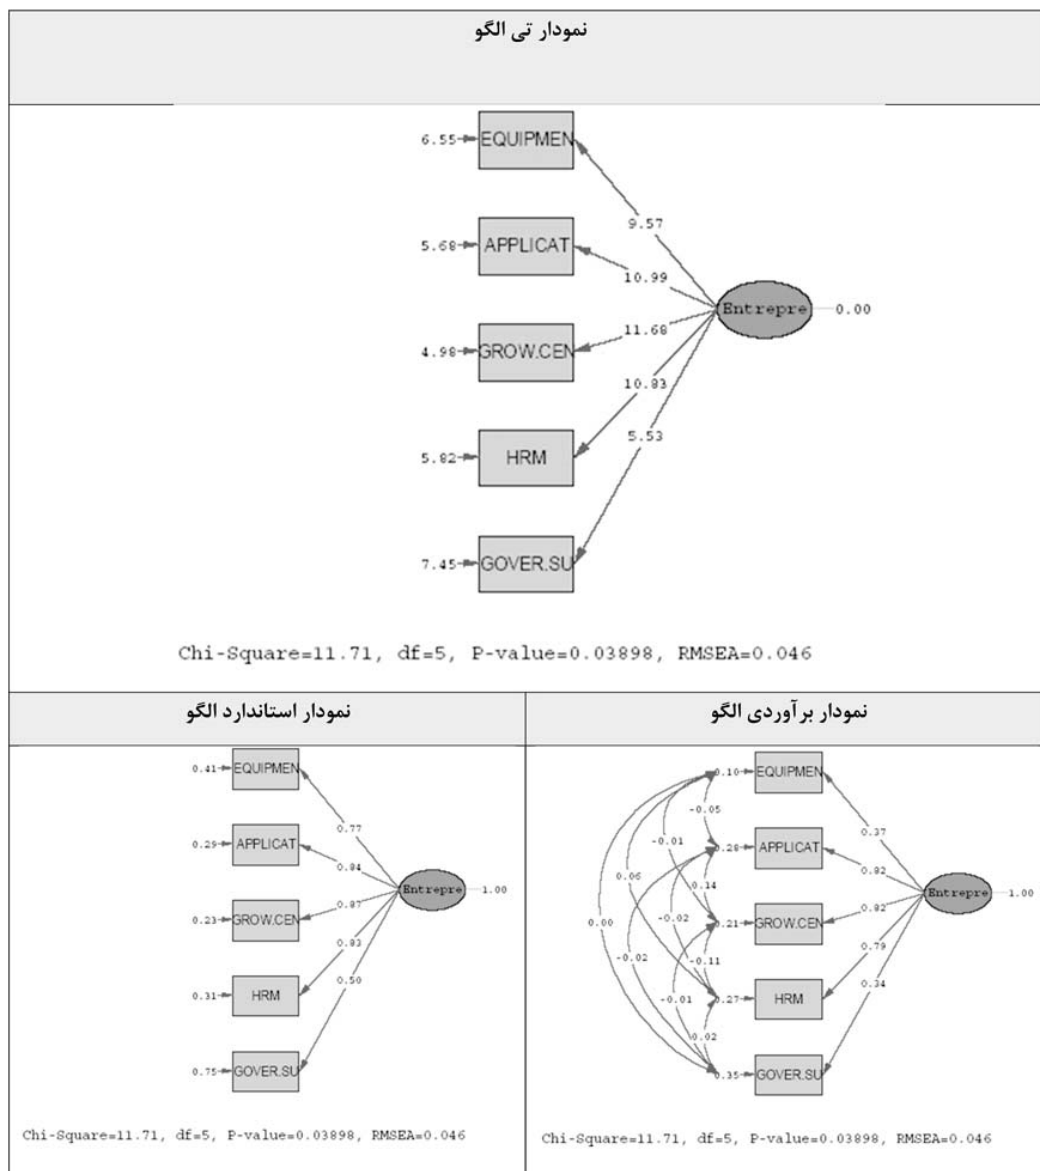 نمودار تی الگو
6.55
EQUIPMEN
9.57
5.68
APPLICAT
10.99
Entrepre
0.00
4.98
GROW.CEN
11.68
10.83
5.82
HRM
5.53
7.45
GOVER.SU
Chi-Square=11.71, df=5, P-value=0.03898, RMSEA=0.046
نمودار برآوردی الگو
0.10
EQUIPMEN
-0.05
0.37
-0.01
0.28
APPLICAT
0.82
0.06
0.14
Entrepre
1.00
0.00
-0.02
0.21
GROW.CEN
0.82
-0.02
-0.11
0.79
-0.01
0.27
HRM
0.34
0.02
0.35
GOVER.SU
Chi-Square=11.71, df=5, P-value=0.03898, RMSEA=0.046
نمودار استاندارد الگو
0.41
EQUIPMEN
0.77
0.29
APPLICAT
0.84
Entrepre
1.00
0.23
GROW.CEN
0.87
0.83
0.31
HRM
0.50
0.75
GOVER.SU
Chi-Square=11.71, df=5, P-value=0.03898, RMSEA=0.046